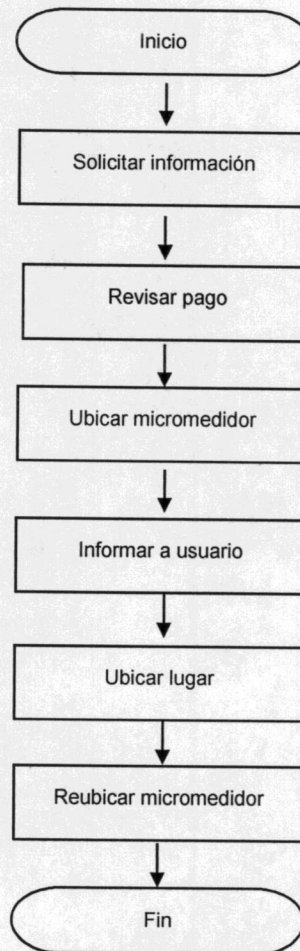 Inicio
Solicitar información
Revisar pago
Ubicar micromedidor
Informar a usuario
Ubicar lugar
Reubicar micromedidor
Fin